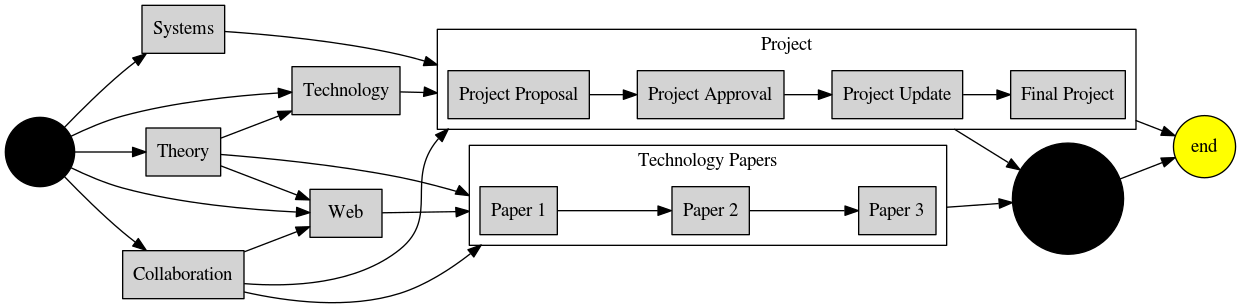 Systems
Technology
Theory
Web
Collaboration
Project
Project Proposal
Project Approval
Project Update
Final Project
Technology Papers
Paper 1
Paper 2
Paper 3
end